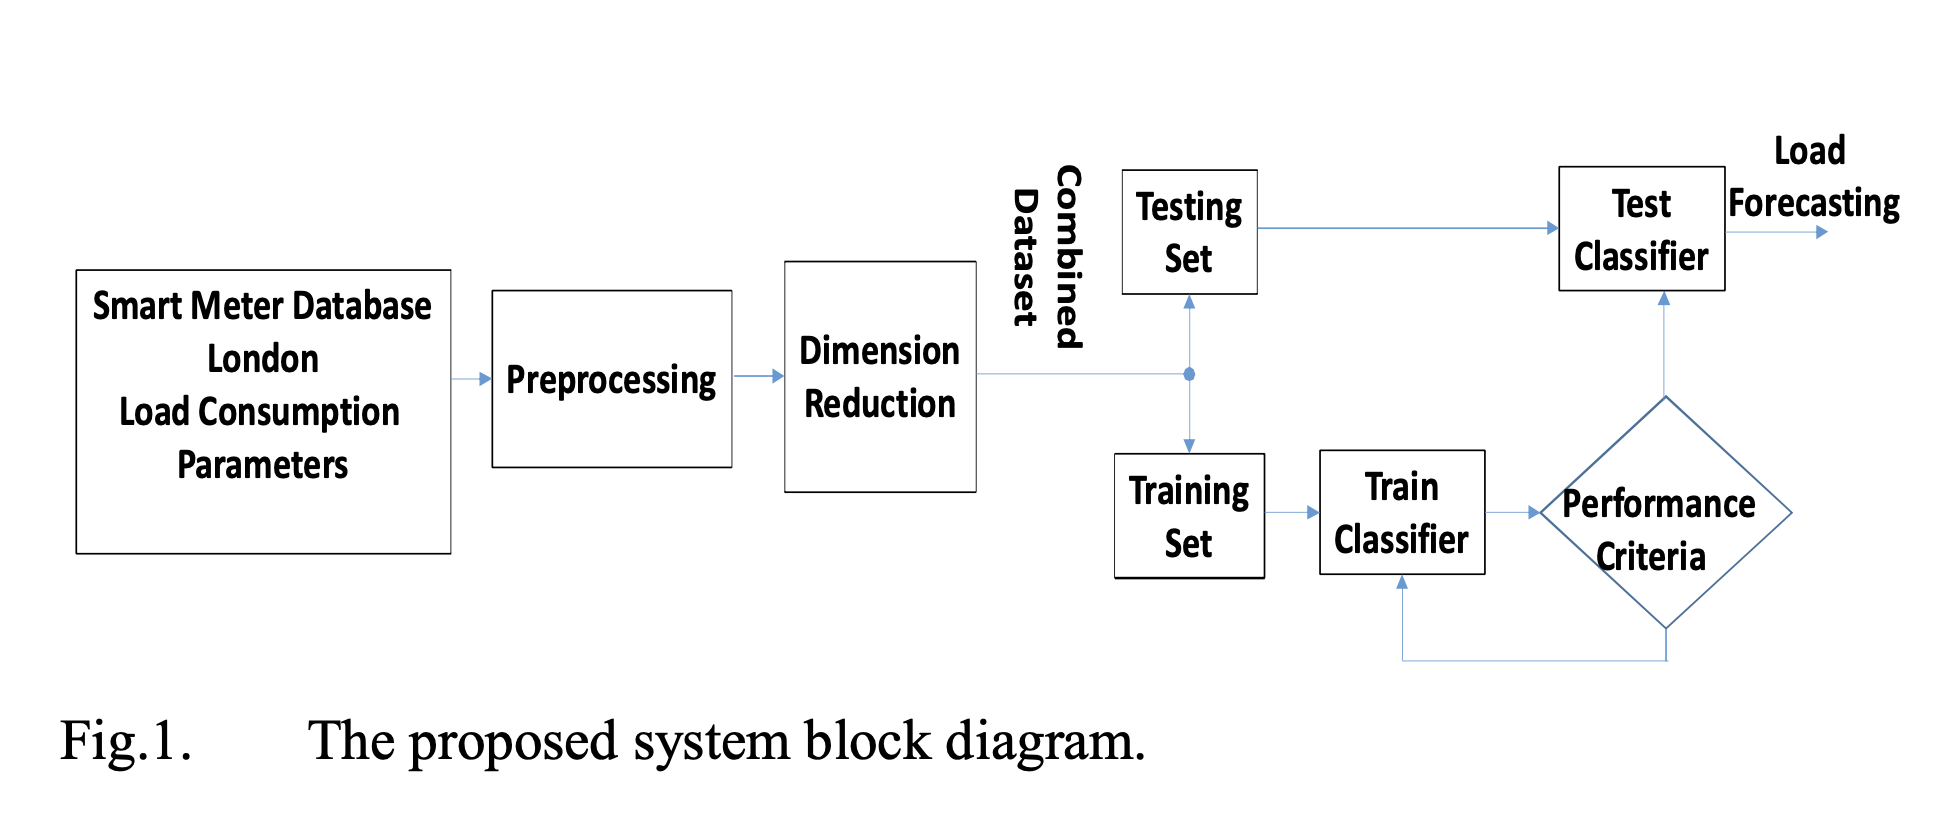 Smart Meter Database
London
Load Consumption
Parameters
Preprocessing
Dimension
Reduction
Combined
Dataset
Testing
Set
Training
Set
Train
Classifier
Performance
Criteria
Test
Classifier
Load
Forecasting
Fig.1. The proposed system block diagram.